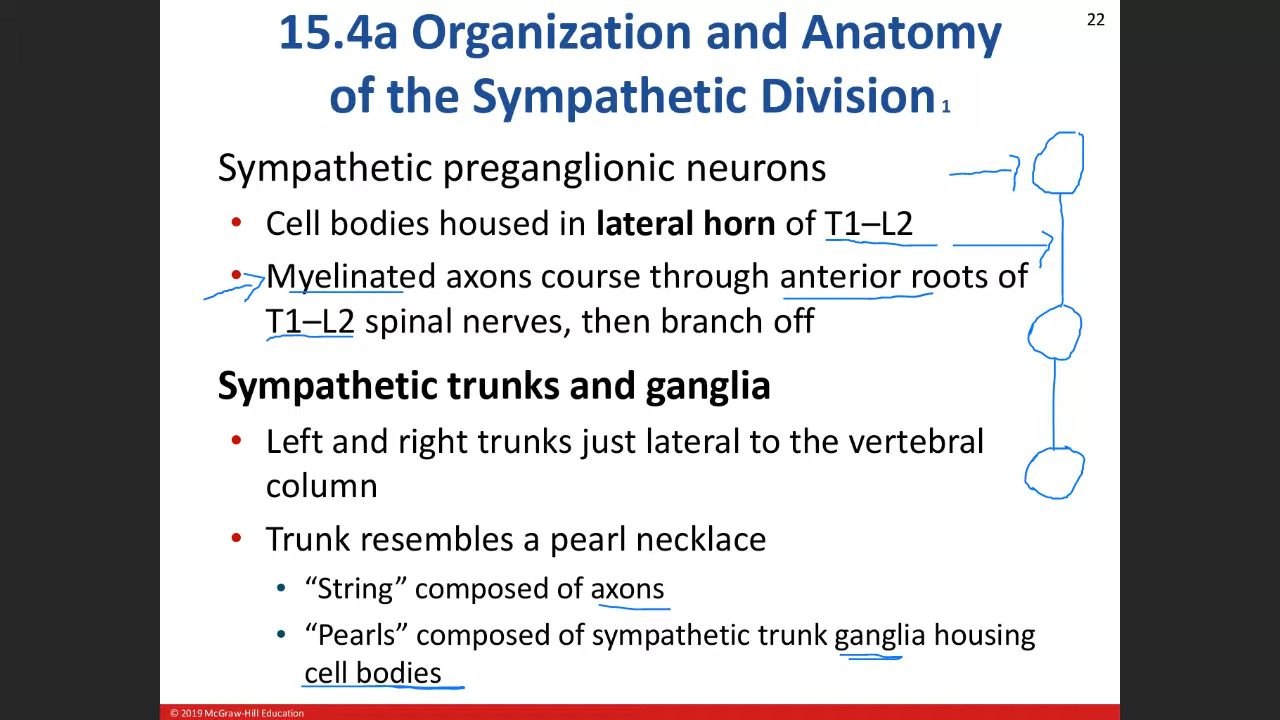 22
15.4a Organization and Anatomy
of the Sympathetic Division 1
Sympathetic preganglionic neurons
• Cell bodies housed in lateral horn of T1–L2
• Myelinated axons course through anterior roots of
T1–L2 spinal nerves, then branch off
Sympathetic trunks and ganglia
• Left and right trunks just lateral to the vertebral
column
• Trunk resembles a pearl necklace
• “String” composed of axons
• “Pearls” composed of sympathetic trunk ganglia housing
cell bodies
© 2019 McGraw-Hill Education